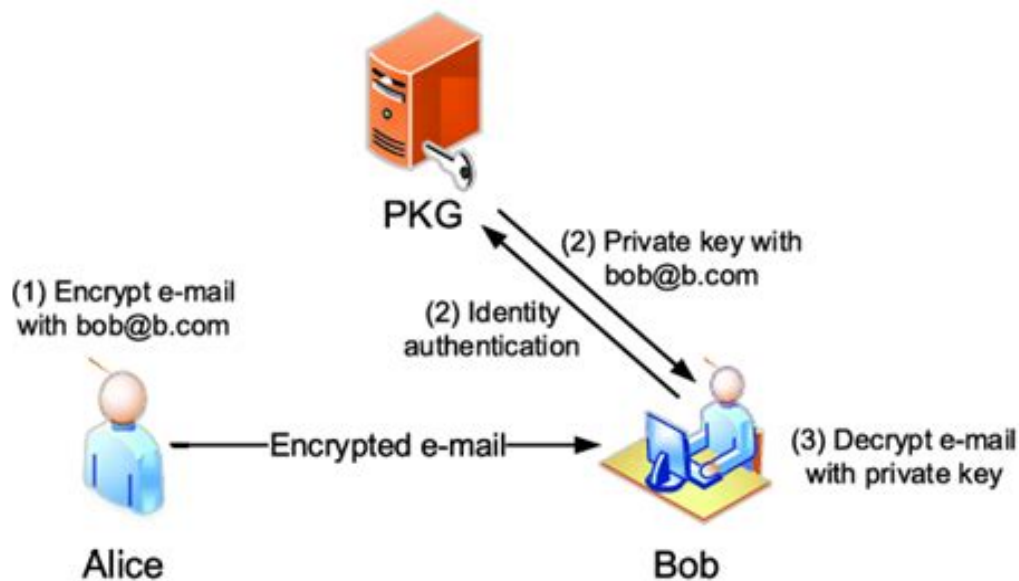 PKG
(2) Private key with
bob@b.com
(1) Encrypt e-mail
with bob@b.com
(2) Identity
authentication
Encrypted e-mail
(3) Decrypt e-mail
with private key
Alice
Bob